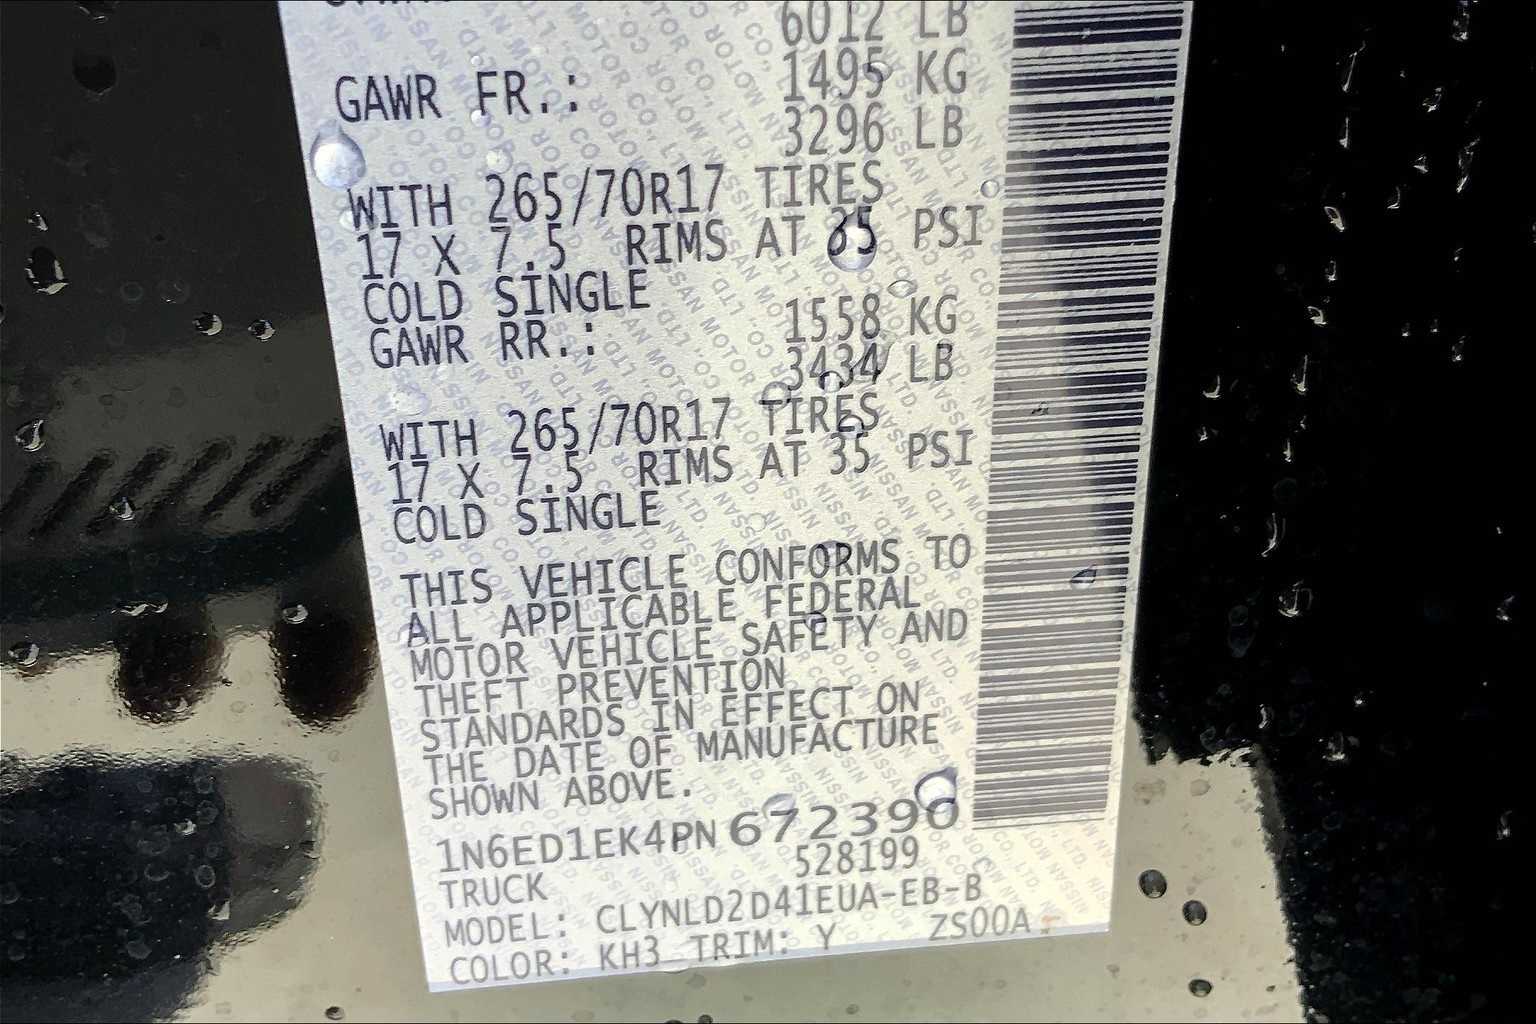 6012 LB
GAWR FR.: 1495 KG
3296 LB
WITH 265/70R17 TIRES
17 X 7.5 RIMS AT 35 PSI
COLD SINGLE
GAWR RR.: 1558 KG
3434 LB
WITH 265/70R17 TIRES
17 X 7.5 RIMS AT 35 PSI
COLD SINGLE
THIS VEHICLE CONFORMS TO
ALL APPLICABLE FEDERAL
MOTOR VEHICLE SAFETY AND
THEFT PREVENTION
STANDARDS IN EFFECT ON
THE DATE OF MANUFACTURE
SHOWN ABOVE.
1N6ED1EK4PN672390
TRUCK 528199
MODEL: CLYNLD2D41EUA-EB-B
COLOR: KH3 TRIM: Y ZS00A